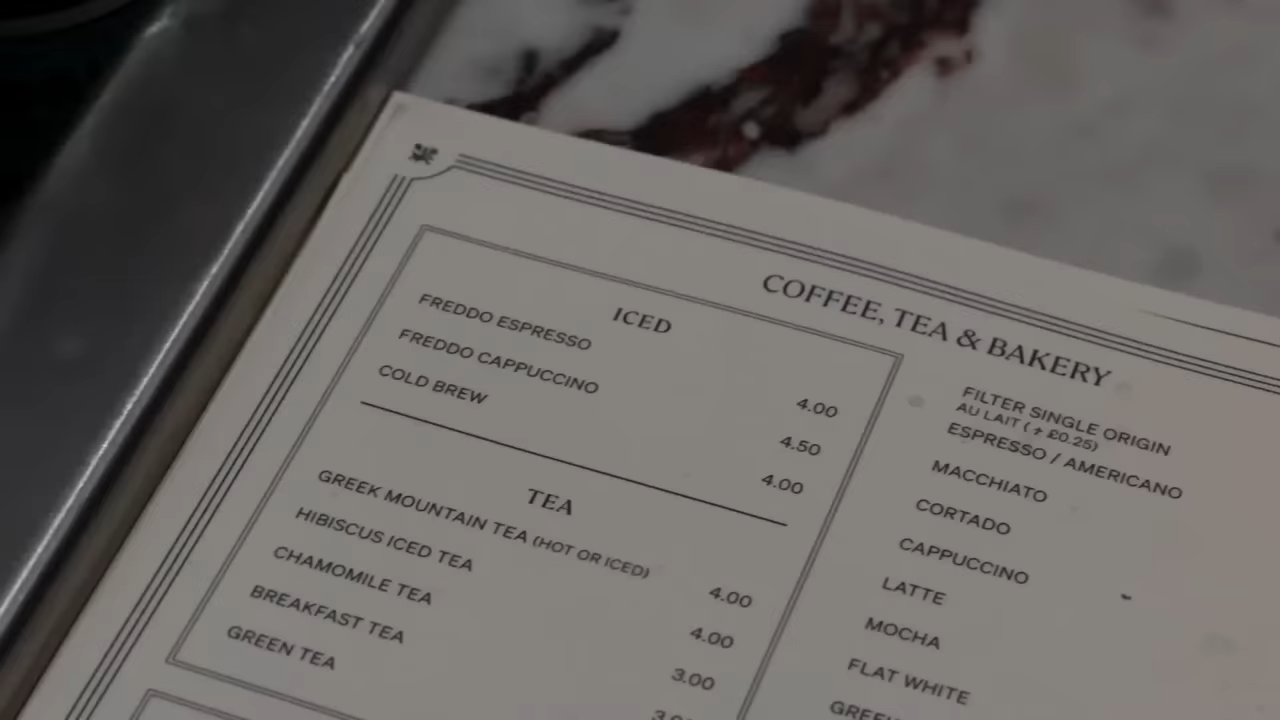 COFFEE, TEA & BAKERY
ICED
FREDDO ESPRESSO 4.00
FREDDO CAPPUCCINO 4.50
COLD BREW 4.00
TEA
GREEK MOUNTAIN TEA (HOT OR ICED) 4.00
HIBISCUS ICED TEA 4.00
CHAMOMILE TEA 3.00
BREAKFAST TEA
GREEN TEA
FILTER SINGLE ORIGIN
AU LAIT (+ £0.25)
ESPRESSO / AMERICANO
MACCHIATO
CORTADO
CAPPUCCINO
LATTE
MOCHA
FLAT WHITE